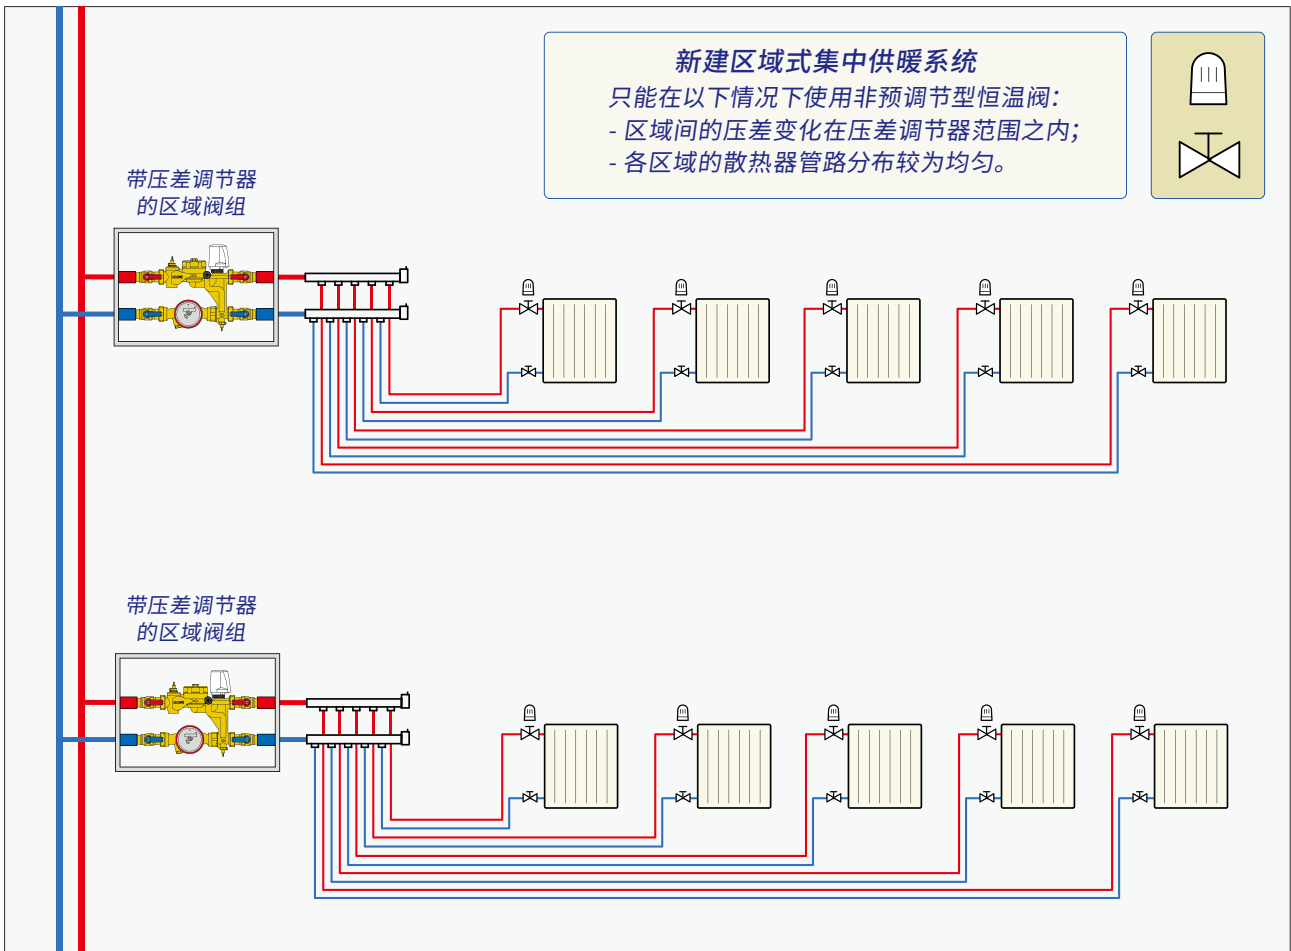 新建区域式集中供暖系统
只能在以下情况下使用非预调节型恒温阀：
- 区域间的压差变化在压差调节器范围之内；
- 各区域的散热器管路分布较为均匀。
带压差调节器
的区域阀组
带压差调节器
的区域阀组